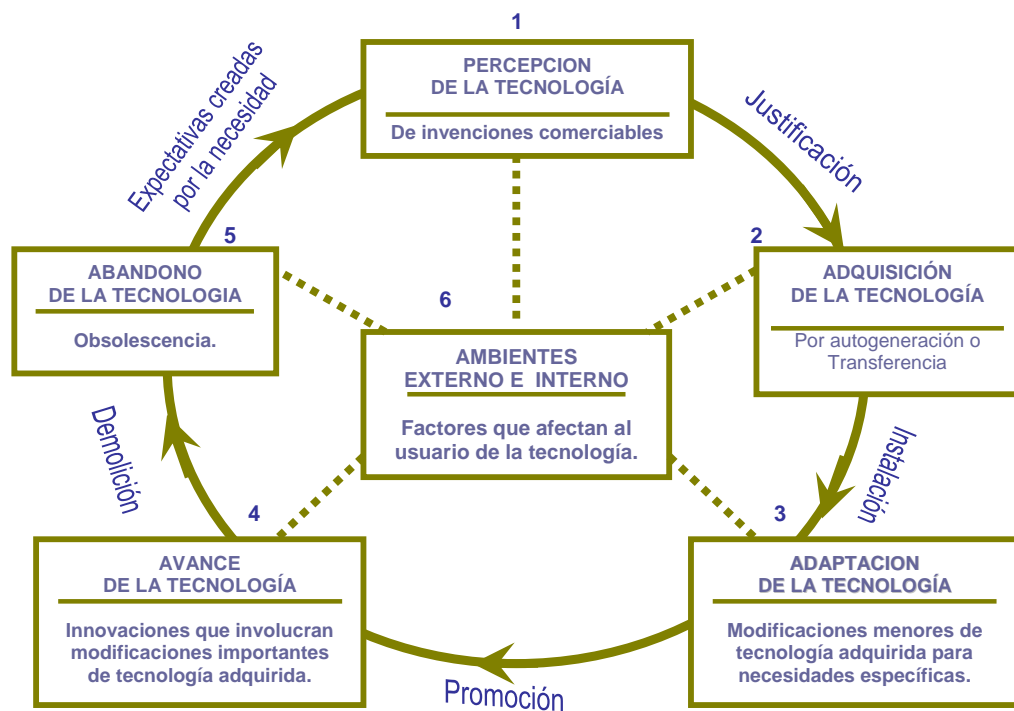 1
PERCEPCION
DE LA TECNOLOGÍA
De invenciones comerciables
Justificación
2
ADQUISICIÓN
DE LA TECNOLOGÍA
Por autogeneración o
Transferencia
Instalación
3
ADAPTACION
DE LA TECNOLOGÍA
Modificaciones menores de
tecnología adquirida para
necesidades específicas.
Promoción
4
AVANCE
DE LA TECNOLOGÍA
Innovaciones que involucran
modificaciones importantes
de tecnología adquirida.
Demolición
5
ABANDONO
DE LA TECNOLOGIA
Obsolescencia.
Expectativas creadas
por la necesidad
6
AMBIENTES
EXTERNO E INTERNO
Factores que afectan al
usuario de la tecnología.